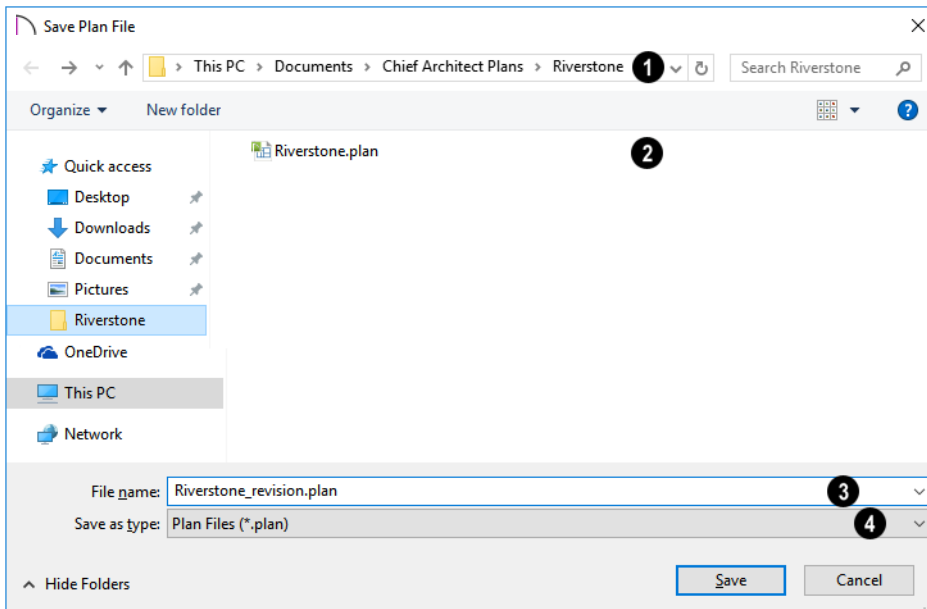 Save Plan File
This PC > Documents > Chief Architect Plans > Riverstone 1 Search Riverstone
Organize New folder ?
Riverstone.plan 2
Quick access
Desktop
Downloads
Documents
Pictures
Riverstone
OneDrive
This PC
Network
File name: Riverstone_revision.plan 3
Save as type: Plan Files (*.plan) 4
Hide Folders Save Cancel